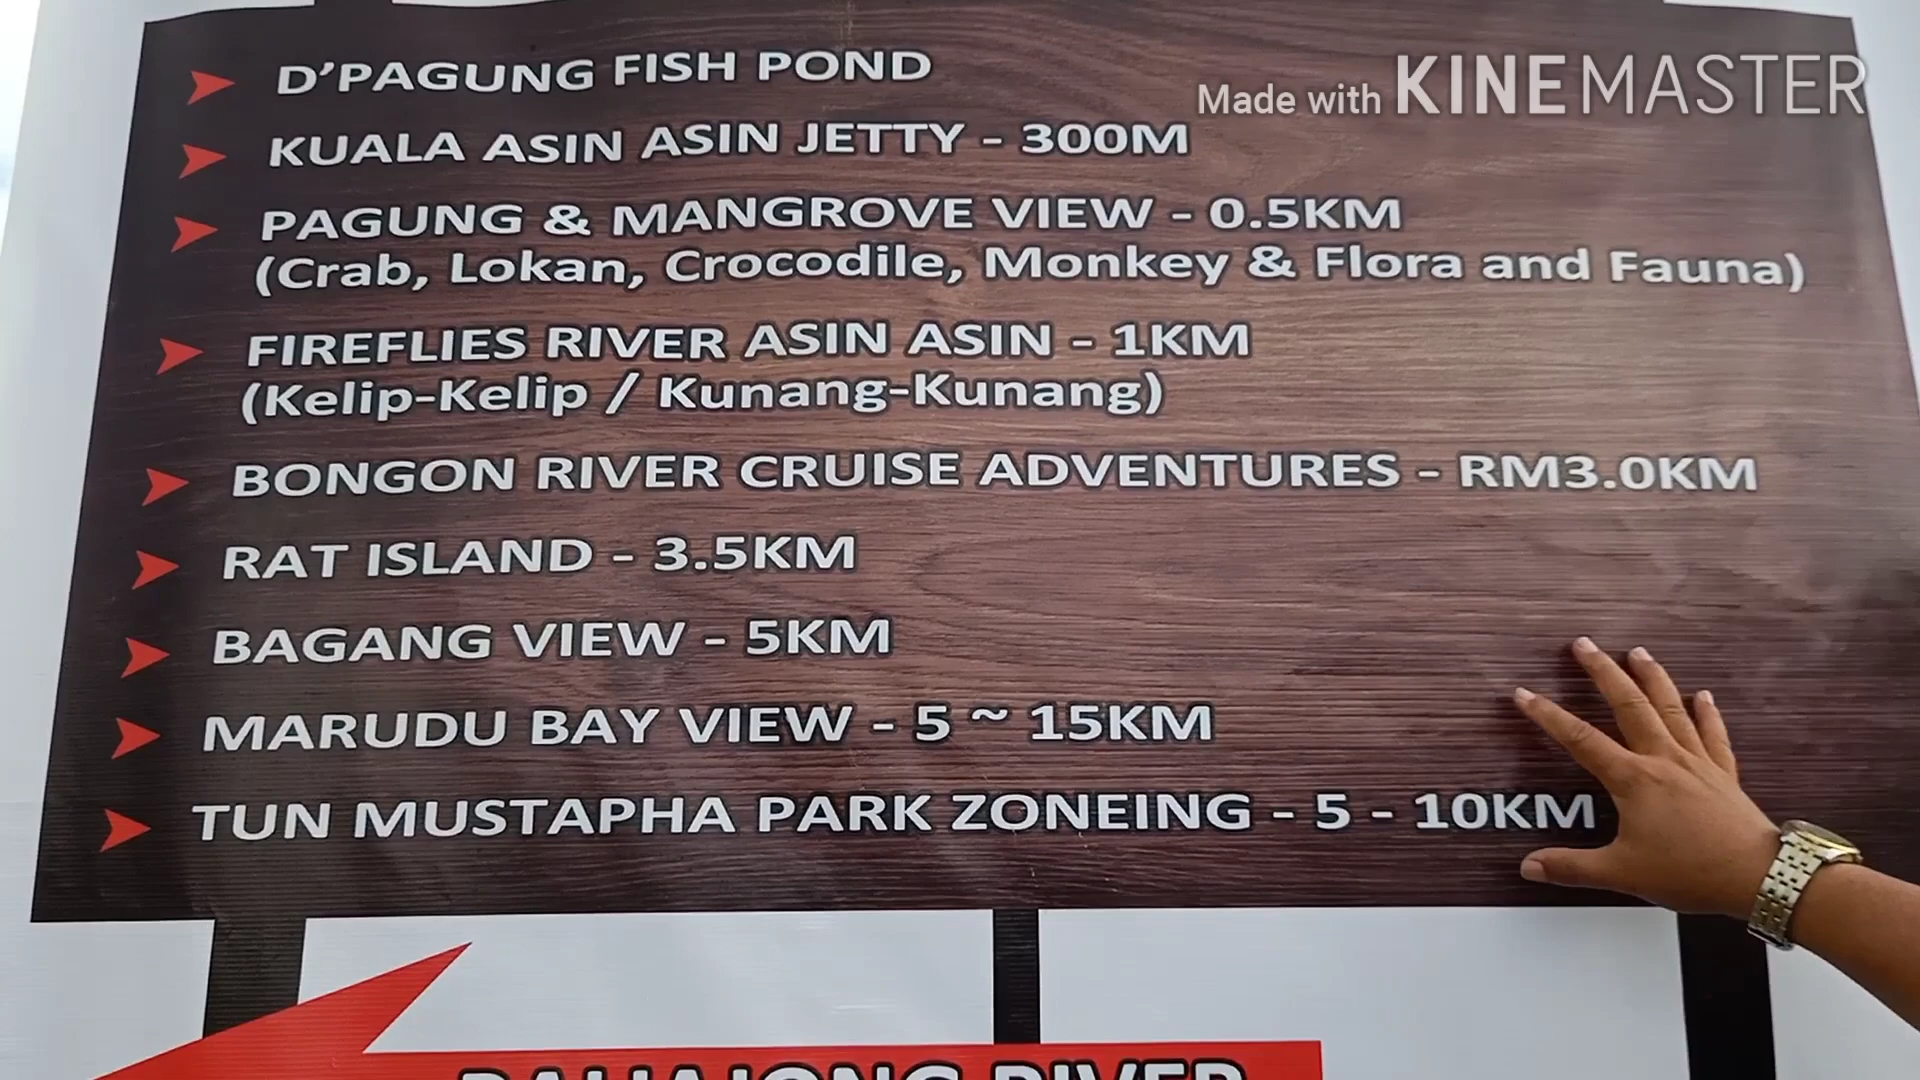 D'PAGUNG FISH POND
Made with KINEMASTER
KUALA ASIN ASIN JETTY - 300M
PAGUNG & MANGROVE VIEW - 0.5KM
(Crab, Lokan, Crocodile, Monkey & Flora and Fauna)
FIREFLIES RIVER ASIN ASIN - 1KM
(Kelip-Kelip / Kunang-Kunang)
BONGON RIVER CRUISE ADVENTURES - RM3.0KM
RAT ISLAND - 3.5KM
BAGANG VIEW - 5KM
MARUDU BAY VIEW - 5 ~ 15KM
TUN MUSTAPHA PARK ZONEING - 5 - 10KM
RIVER